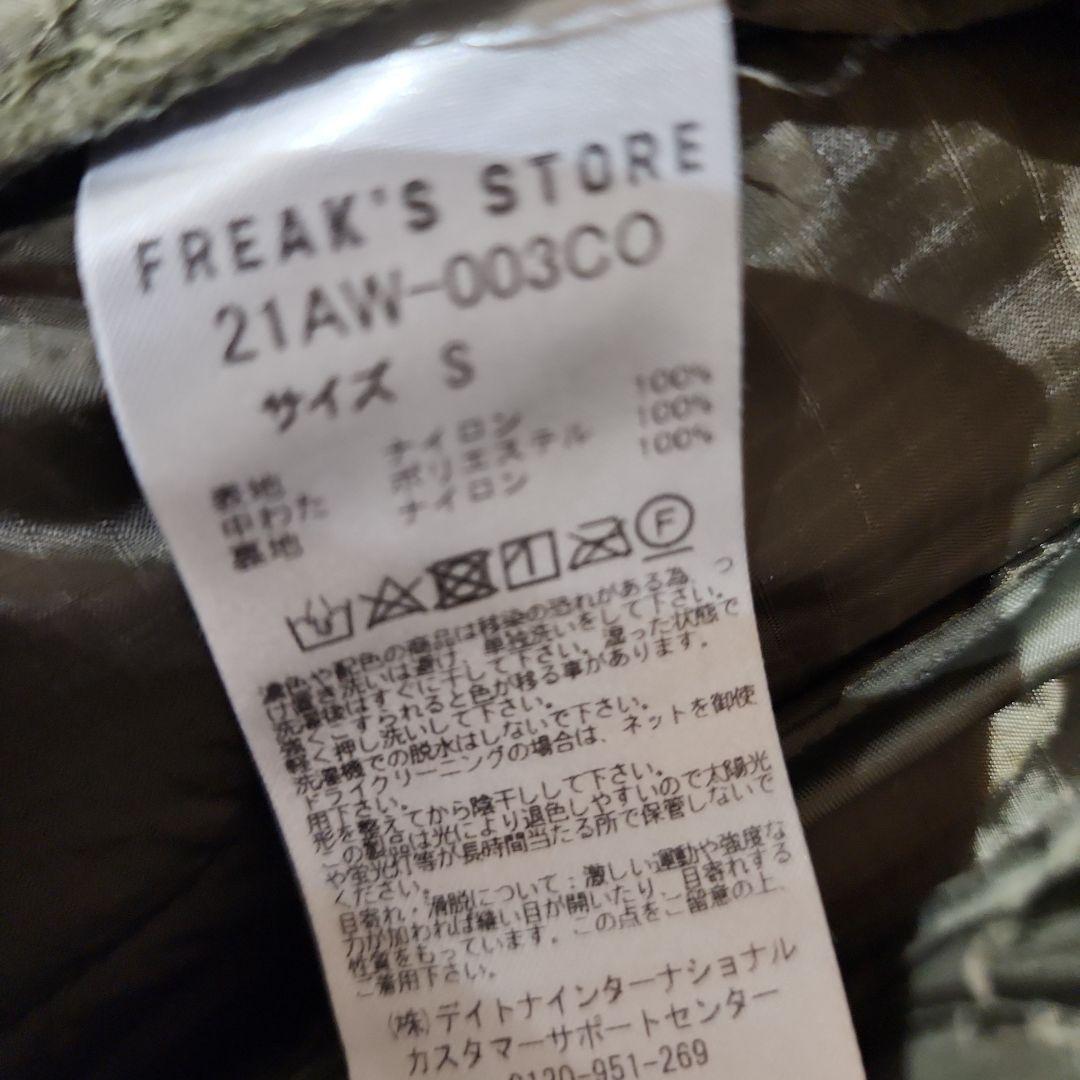 FREAK'S STORE
21AW-003CO
サイズ S
表地 ナイロン 100%
中わた ポリエステル 100%
裏地 ナイロン 100%
F
濃色や配色の商品は移染の恐れがある為、つ
け置き洗いは避け、単独洗いをして下さい。
洗濯後はすぐに干して下さい。湿った状態で
強くこすられると色が移る事があります。
軽く押し洗いして下さい。
洗濯機での脱水はしないで下さい。
ドライクリーニングの場合は、ネットを御使
用下さい。
形を整えてから陰干しして下さい。
この製品は光により退色しやすいので太陽光
や蛍光灯等が長時間当たる所で保管しないで
ください。
目寄れ・滑脱について：激しい運動や強度な
力が加われば縫い目が開いたり、目寄れする
性質をもっています。この点をご留意の上、
ご着用下さい。
(株)デイトナインターナショナル
カスタマーサポートセンター
0120-951-269